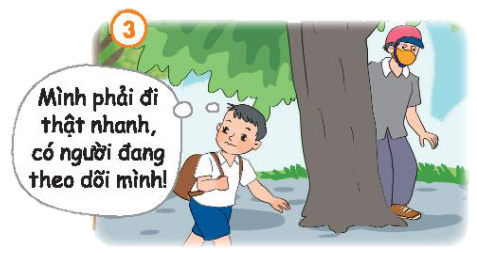 3
Mình phải đi
thật nhanh,
có người đang
theo dõi mình!